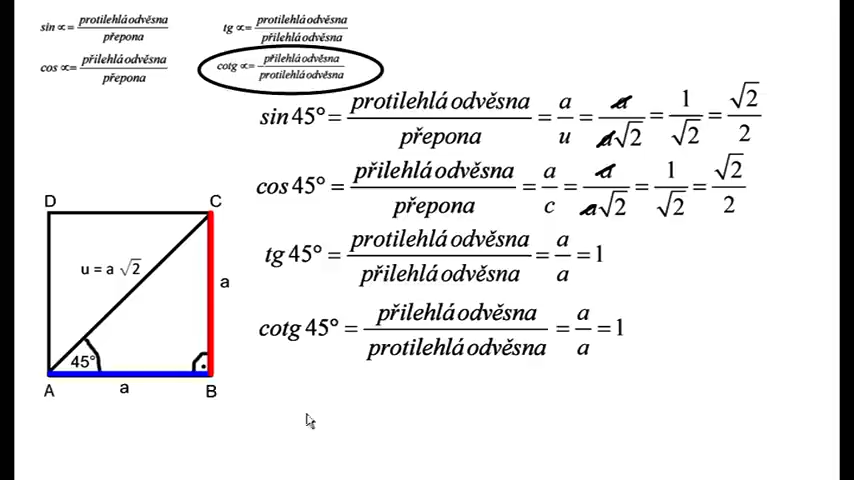 sin ∝= protilehlá odvěsna / přepona
tg ∝= protilehlá odvěsna / přilehlá odvěsna
cos ∝= přilehlá odvěsna / přepona
cotg ∝= přilehlá odvěsna / protilehlá odvěsna
sin 45° = protilehlá odvěsna / přepona = a / u = a / a√2 = 1 / √2 = √2 / 2
cos 45° = přilehlá odvěsna / přepona = a / c = a / a√2 = 1 / √2 = √2 / 2
tg 45° = protilehlá odvěsna / přilehlá odvěsna = a / a = 1
cotg 45° = přilehlá odvěsna / protilehlá odvěsna = a / a = 1
D C
u = a √2
a
45°
A a B